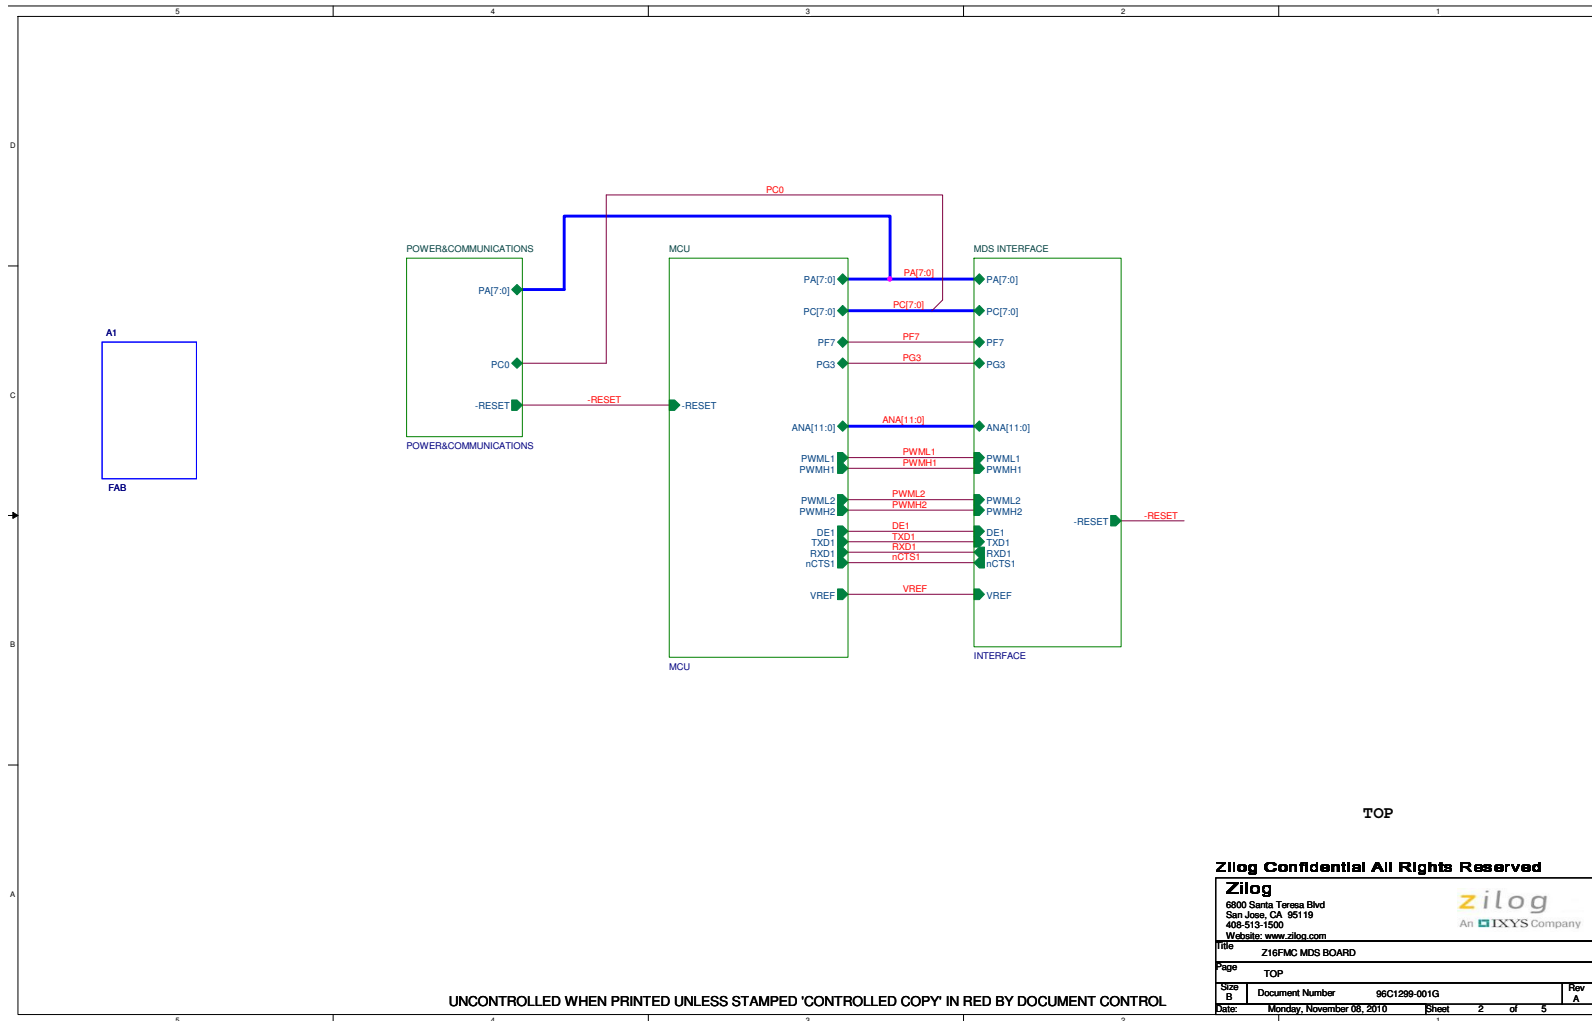 5 4 3 2 1
D
C
B
A
PC0
POWER&COMMUNICATIONS
MCU
MDS INTERFACE
PA[7:0]
PA[7:0]
PA[7:0]
PA[7:0]
PC[7:0]
PC[7:0]
PC[7:0]
PF7
PF7
PF7
PC0
PG3
PG3
PG3
-RESET
-RESET
-RESET
ANA[11:0]
ANA[11:0]
ANA[11:0]
POWER&COMMUNICATIONS
A1
FAB
PWML1
PWML1
PWML1
PWMH1
PWMH1
PWMH1
PWML2
PWML2
PWML2
PWMH2
PWMH2
PWMH2
-RESET
-RESET
DE1
DE1
DE1
TXD1
TXD1
TXD1
RXD1
RXD1
RXD1
nCTS1
nCTS1
nCTS1
VREF
VREF
VREF
INTERFACE
MCU
TOP
Zilog Confidential All Rights Reserved
Zilog
6800 Santa Teresa Blvd
San Jose, CA 95119
408-513-1500
Website: www.zilog.com
zilog
An IXYS Company
Title
Z16FMC MDS BOARD
Page
TOP
Size
B
Document Number 96C1299-001G
Rev
A
Date: Monday, November 08, 2010 Sheet 2 of 5
UNCONTROLLED WHEN PRINTED UNLESS STAMPED 'CONTROLLED COPY' IN RED BY DOCUMENT CONTROL
5 4 3 2 1